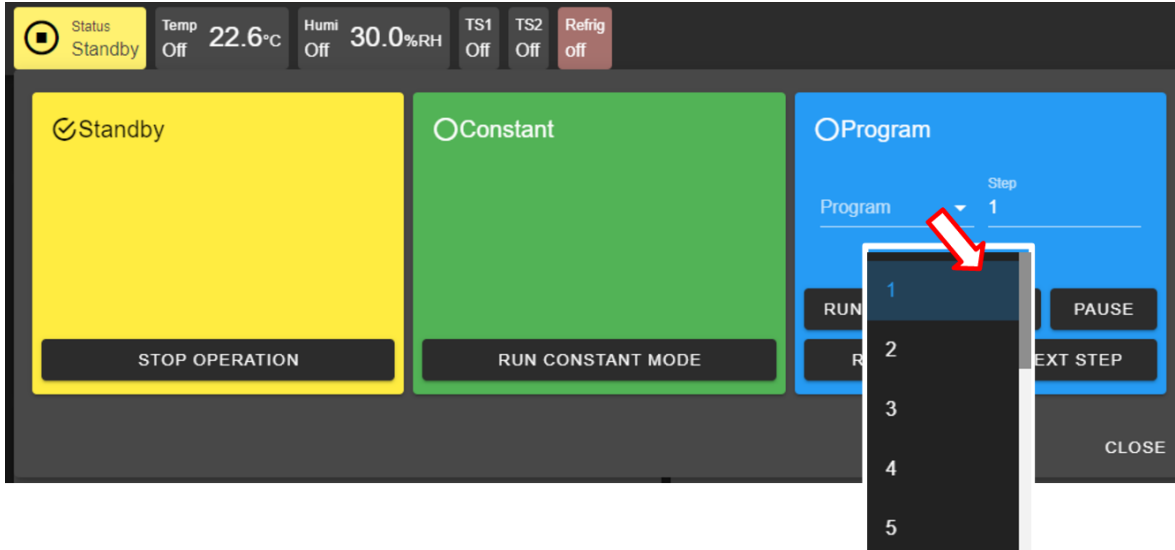 Status
Standby
Temp
Off
22.6°C
Humi
Off
30.0%RH
TS1
Off
TS2
Off
Refrig
off
Standby
STOP OPERATION
Constant
RUN CONSTANT MODE
Program
Program
Step
1
RUN
PAUSE
EXT STEP
1
2
3
4
5
CLOSE